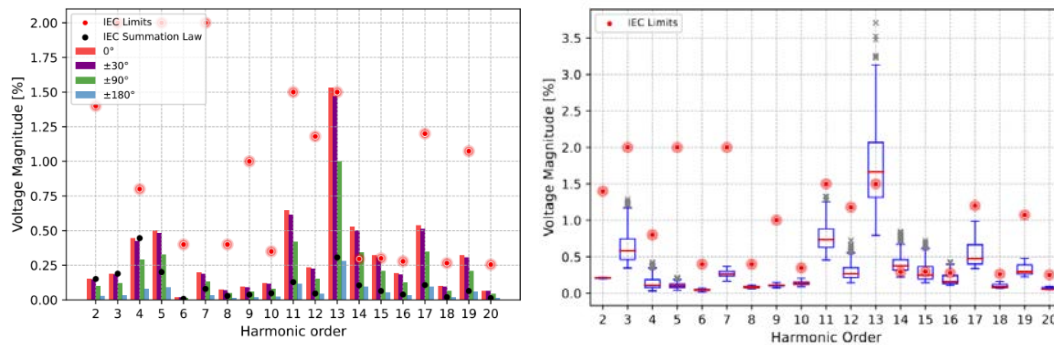 2.00
1.75
1.50
1.25
1.00
0.75
0.50
0.25
0.00
Voltage Magnitude [%]
IEC Limits
IEC Summation Law
0°
±30°
±90°
±180°
2 3 4 5 6 7 8 9 10 11 12 13 14 15 16 17 18 19 20
Harmonic order
3.5
3.0
2.5
2.0
1.5
1.0
0.5
0.0
Voltage Magnitude [%]
IEC Limits
2 3 4 5 6 7 8 9 10 11 12 13 14 15 16 17 18 19 20
Harmonic Order